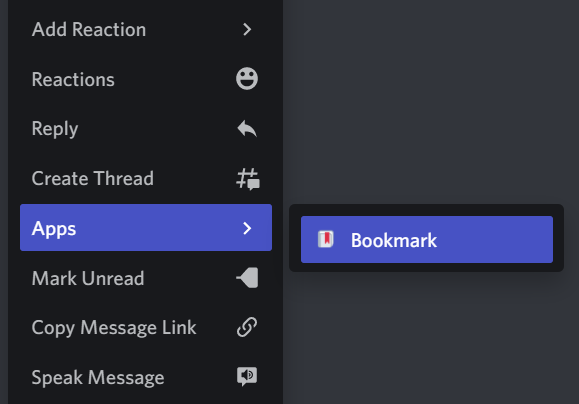 Add Reaction
Reactions
Reply
Create Thread
Apps
Bookmark
Mark Unread
Copy Message Link
Speak Message